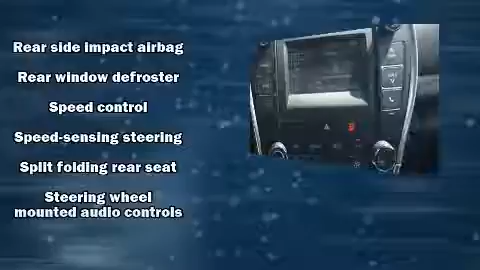 Rear side impact airbag
Rear window defroster
Speed control
Speed-sensing steering
Split folding rear seat
Steering wheel
mounted audio controls